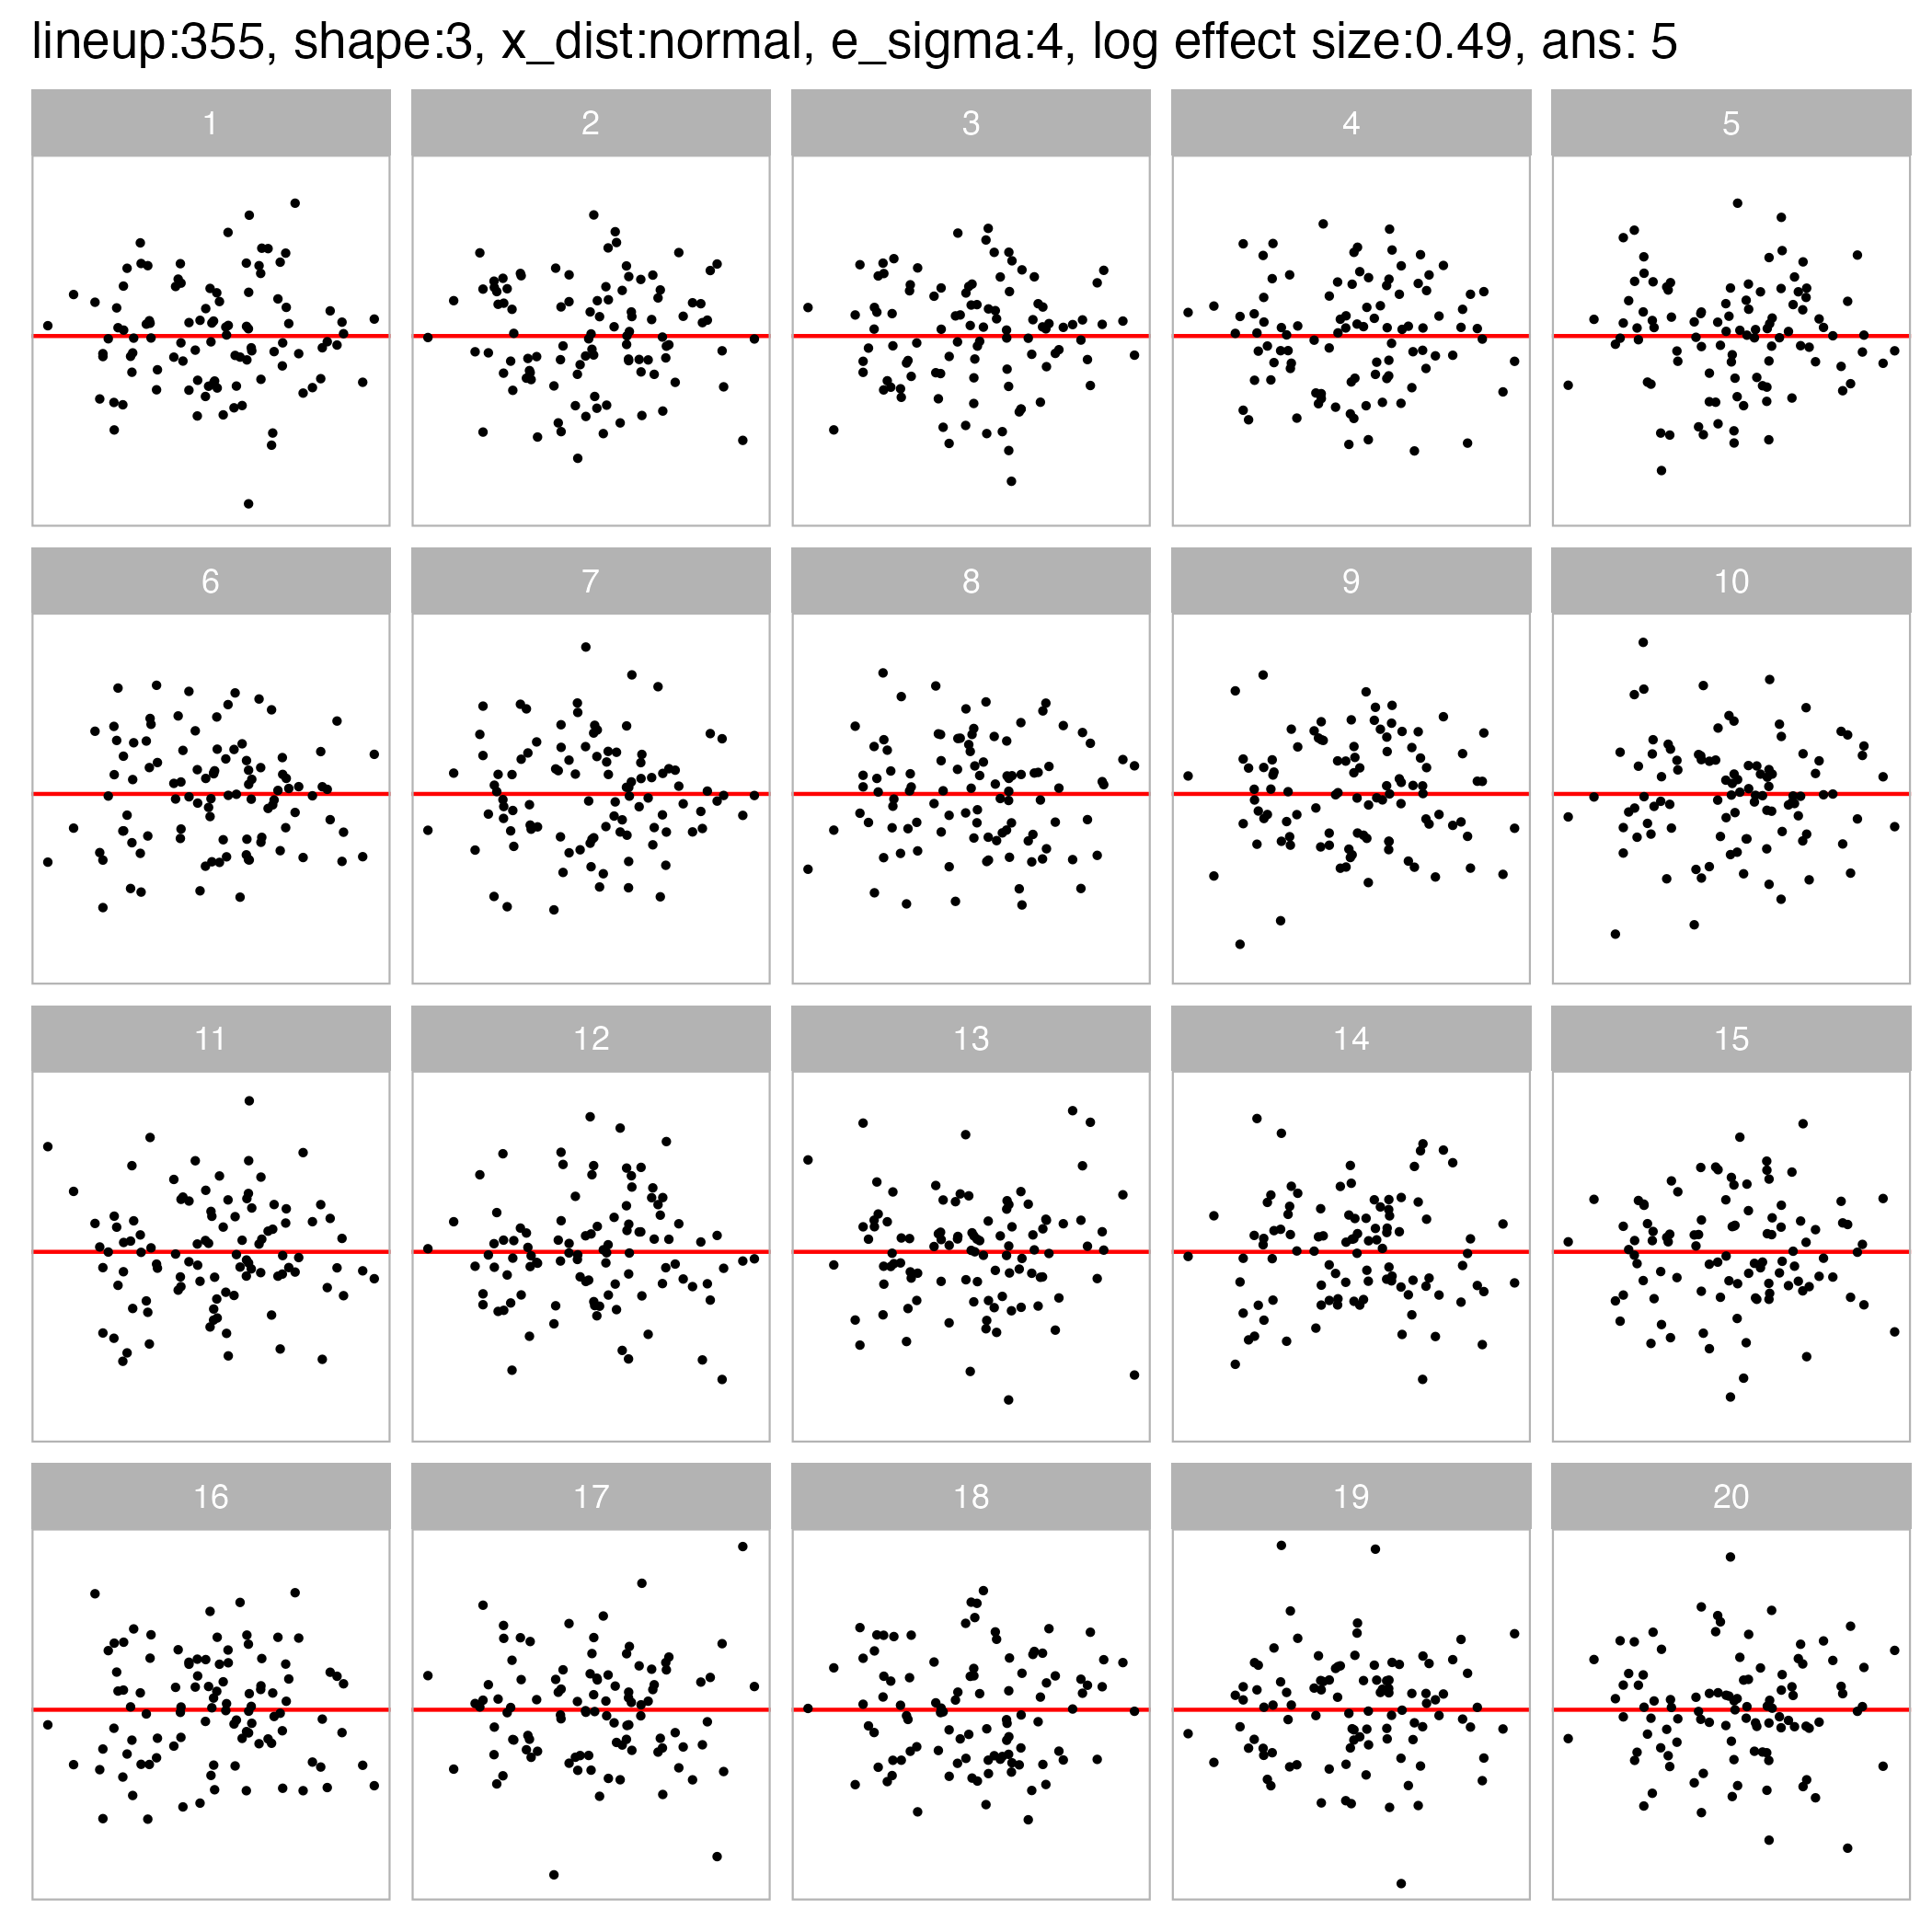 lineup:355, shape:3, x_dist:normal, e_sigma:4, log effect size:0.49, ans: 5
1 2 3 4 5
6 7 8 9 10
11 12 13 14 15
16 17 18 19 20